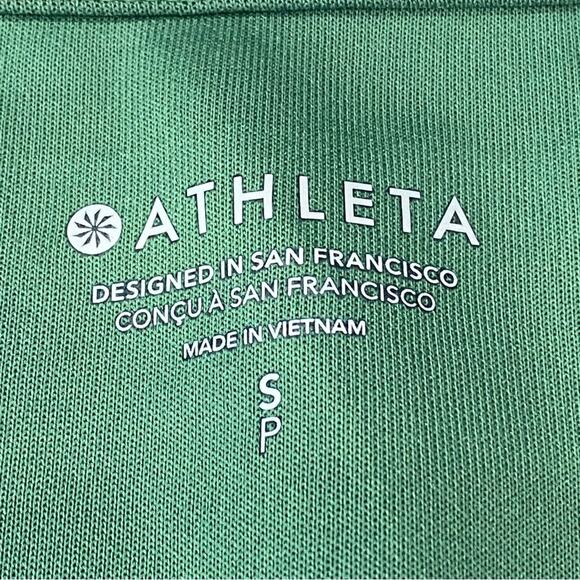 ATHLETA
DESIGNED IN SAN FRANCISCO
CONÇU À SAN FRANCISCO
MADE IN VIETNAM
S
P